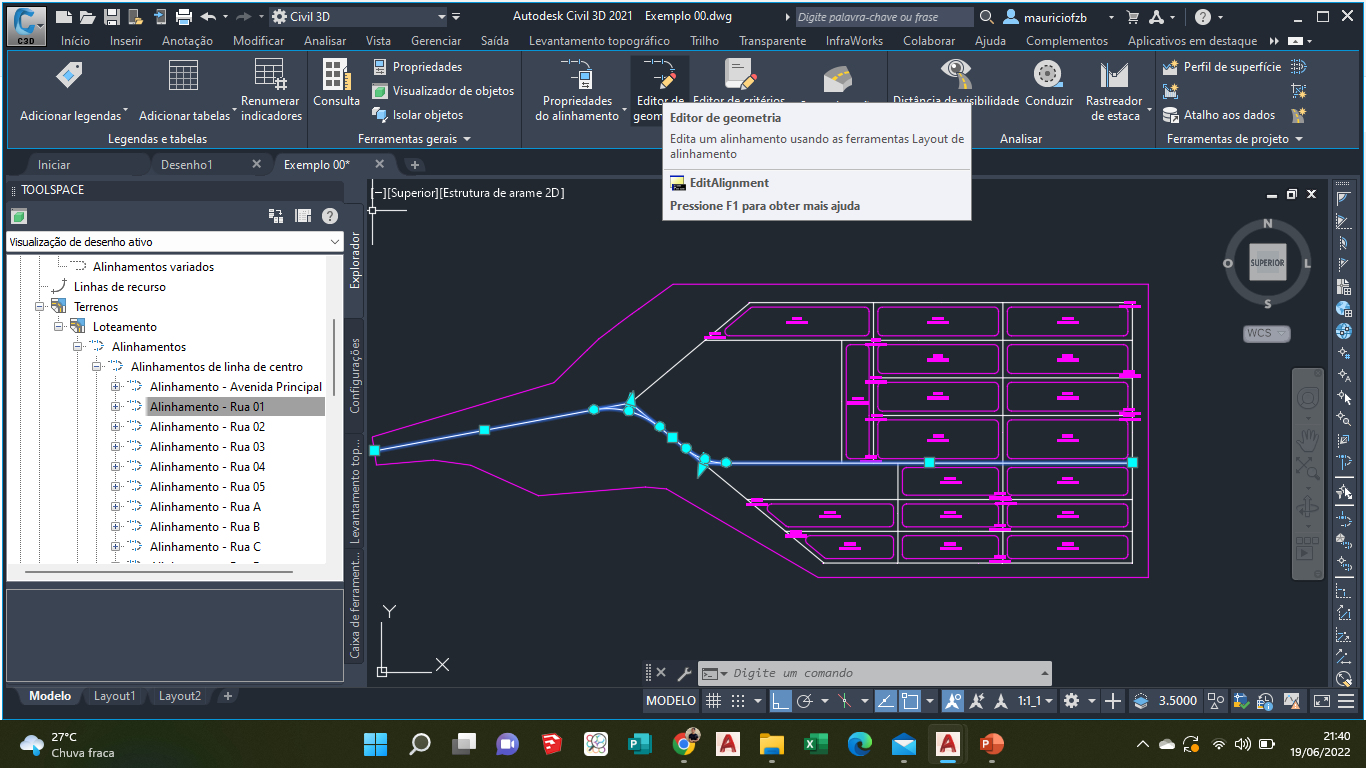 C3D
Civil 3D
Autodesk Civil 3D 2021 Exemplo 00.dwg
Digite palavra-chave ou frase
mauriciofzb
Início Inserir Anotação Modificar Analisar Vista Gerenciar Saída Levantamento topográfico Trilho Transparente InfraWorks Colaborar Ajuda Complementos Aplicativos em destaque
Adicionar legendas
Adicionar tabelas
Renumerar
indicadores
Legendas e tabelas
Consulta
Propriedades
Visualizador de objetos
Isolar objetos
Ferramentas gerais
Propriedades
do alinhamento
Editor de
Editor de critérios
Distância de visibilidade
Conduzir
Rastreador
de estaca
Analisar
Perfil de superfície
Atalho aos dados
Ferramentas de projeto
Editor de geometria
Edita um alinhamento usando as ferramentas Layout de
alinhamento
EditAlignment
Pressione F1 para obter mais ajuda
Iniciar
Desenho1
Exemplo 00*
TOOLSPACE
Visualização de desenho ativo
Alinhamentos variados
Linhas de recurso
Terrenos
Loteamento
Alinhamentos
Alinhamentos de linha de centro
Alinhamento - Avenida Principal
Alinhamento - Rua 01
Alinhamento - Rua 02
Alinhamento - Rua 03
Alinhamento - Rua 04
Alinhamento - Rua 05
Alinhamento - Rua A
Alinhamento - Rua B
Alinhamento - Rua C
Explorador
Configurações
Levantamento top...
Caixa de ferrament...
[−][Superior][Estrutura de arame 2D]
N
O
SUPERIOR
L
S
WCS
Y
X
Digite um comando
Modelo Layout1 Layout2
MODELO
1:1_1
3.5000
27°C
Chuva fraca
21:40
19/06/2022